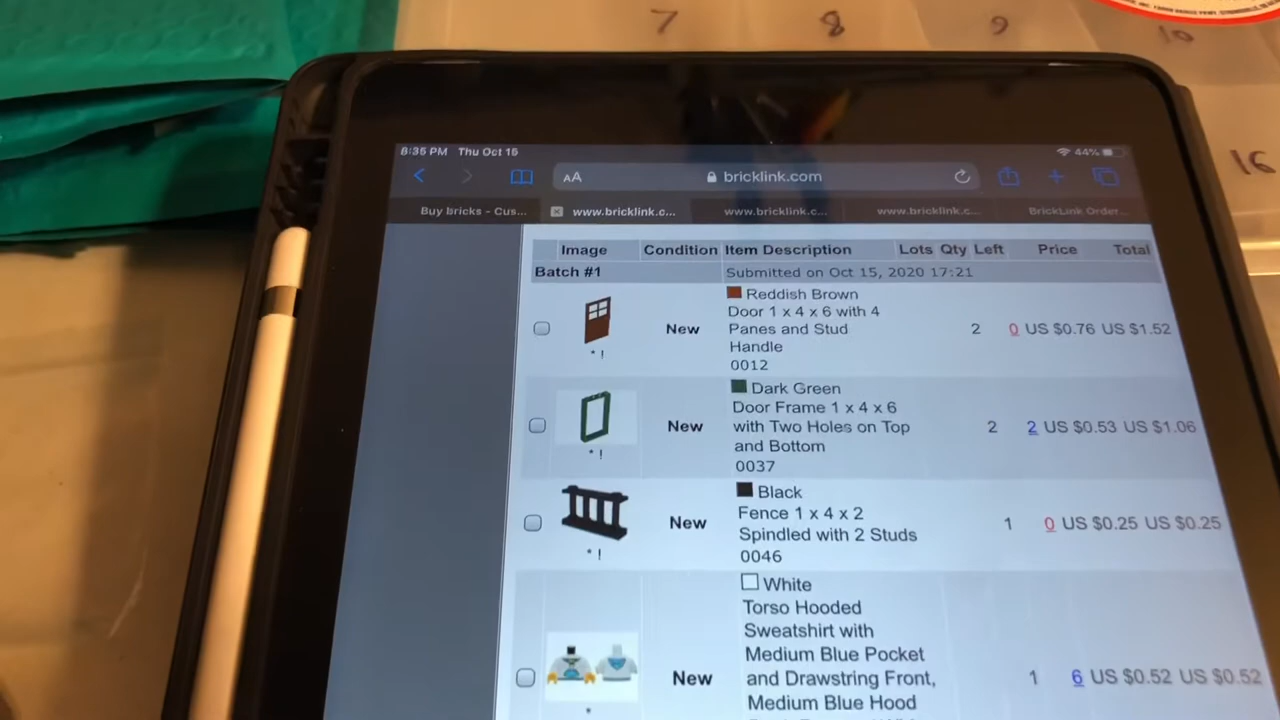 7 8 9 10
16
8:35 PM Thu Oct 15 44%
AA bricklink.com
Buy bricks - Cus... www.bricklink.c... www.bricklink.c... www.bricklink.c... BrickLink Order...
Image Condition Item Description Lots Qty Left Price Total
Batch #1 Submitted on Oct 15, 2020 17:21
Reddish Brown
Door 1 x 4 x 6 with 4
Panes and Stud
Handle
0012
* !
New
2 0 US $0.76 US $1.52
Dark Green
Door Frame 1 x 4 x 6
with Two Holes on Top
and Bottom
0037
* !
New
2 2 US $0.53 US $1.06
Black
Fence 1 x 4 x 2
Spindled with 2 Studs
0046
* !
New
1 0 US $0.25 US $0.25
White
Torso Hooded
Sweatshirt with
Medium Blue Pocket
and Drawstring Front,
Medium Blue Hood
*
New
1 6 US $0.52 US $0.52